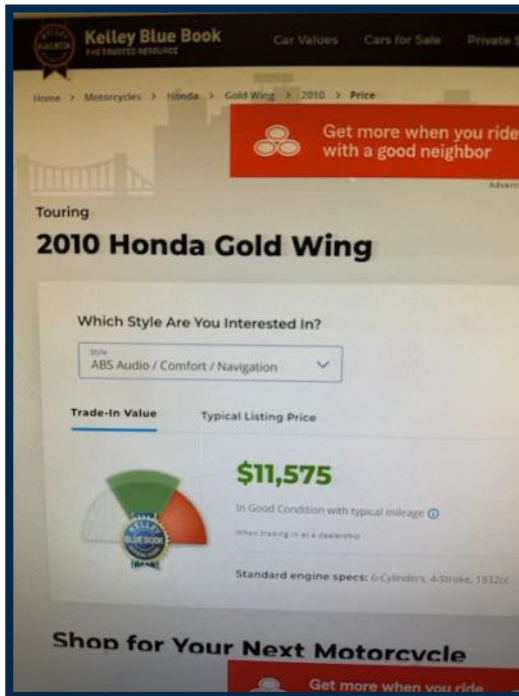 Kelley Blue Book
THE TRUSTED RESOURCE
Car Values Cars for Sale Private
Home > Motorcycles > Honda > Gold Wing > 2010 > Price
Get more when you ride
with a good neighbor
Touring
2010 Honda Gold Wing
Which Style Are You Interested In?
Style
ABS Audio / Comfort / Navigation
Trade-In Value Typical Listing Price
$11,575
In Good Condition with typical mileage
When trading in at a dealership
KELLEY
BLUE BOOK
Standard engine specs: 6-Cylinders, 4-Stroke, 1832cc
Shop for Your Next Motorcycle
Get more when you ride